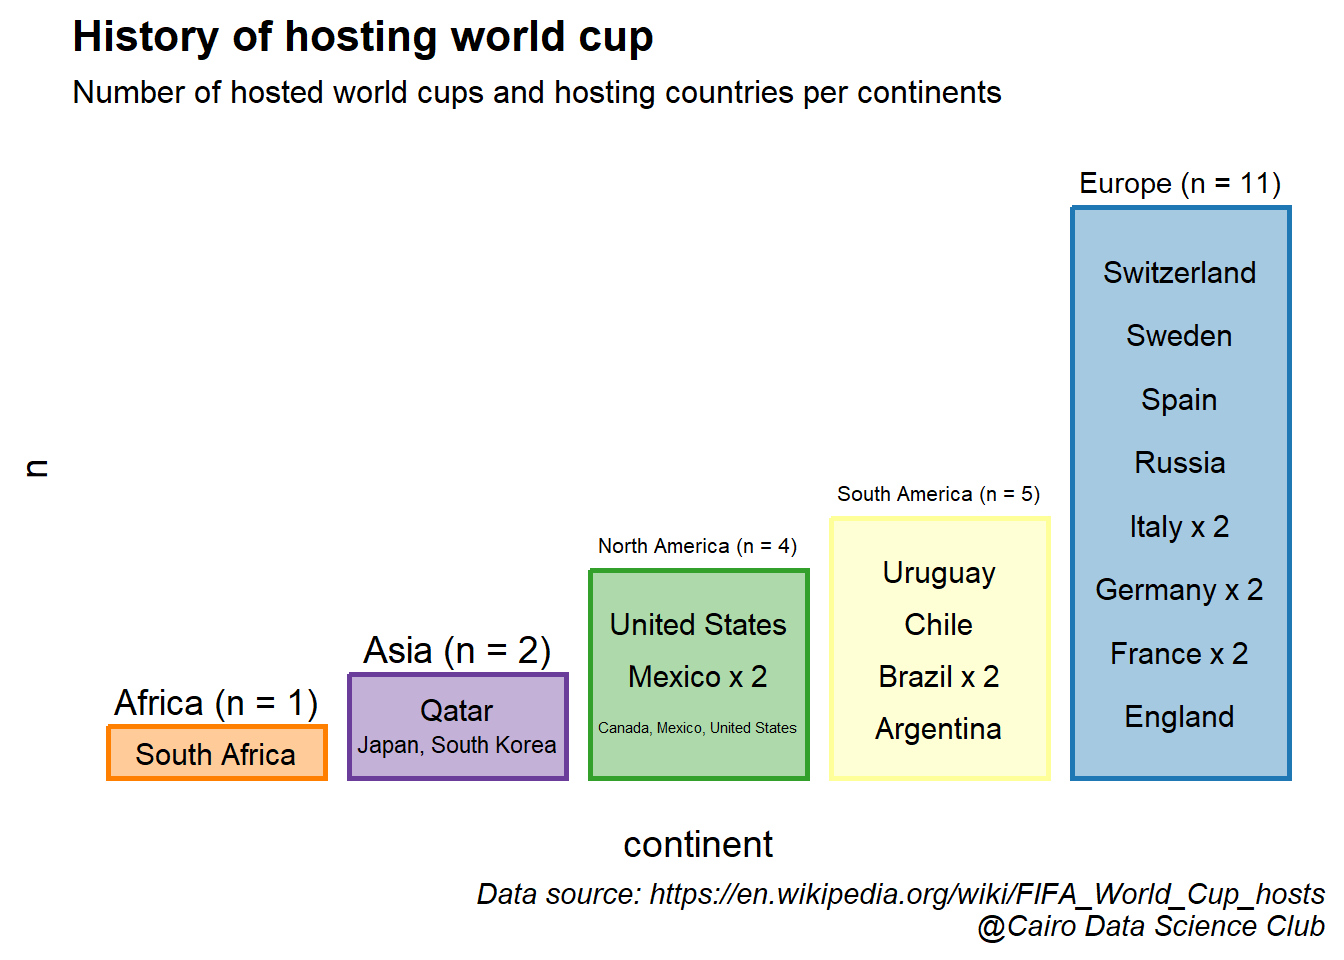 History of hosting world cup
Number of hosted world cups and hosting countries per continents
n
Africa (n = 1)
South Africa
Asia (n = 2)
Qatar
Japan, South Korea
North America (n = 4)
United States
Mexico x 2
Canada, Mexico, United States
South America (n = 5)
Uruguay
Chile
Brazil x 2
Argentina
Europe (n = 11)
Switzerland
Sweden
Spain
Russia
Italy x 2
Germany x 2
France x 2
England
continent
Data source: https://en.wikipedia.org/wiki/FIFA_World_Cup_hosts
@Cairo Data Science Club